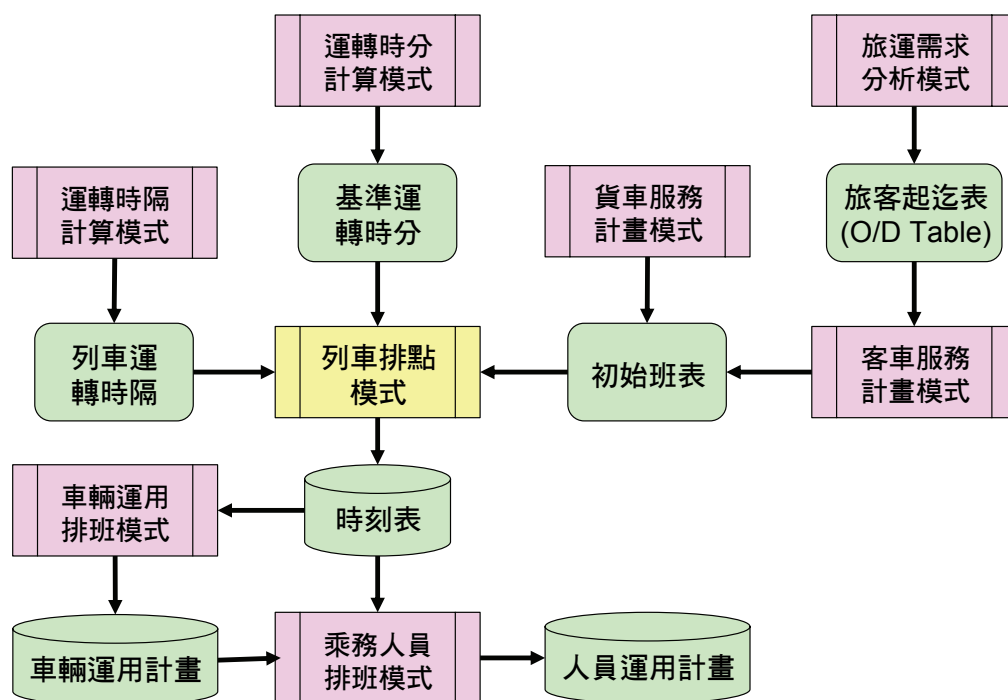 運轉時分
計算模式
旅運需求
分析模式
運轉時隔
計算模式
基準運
轉時分
貨車服務
計畫模式
旅客起迄表
(O/D Table)
列車運
轉時隔
列車排點
模式
初始班表
客車服務
計畫模式
車輛運用
排班模式
時刻表
車輛運用計畫
乘務人員
排班模式
人員運用計畫